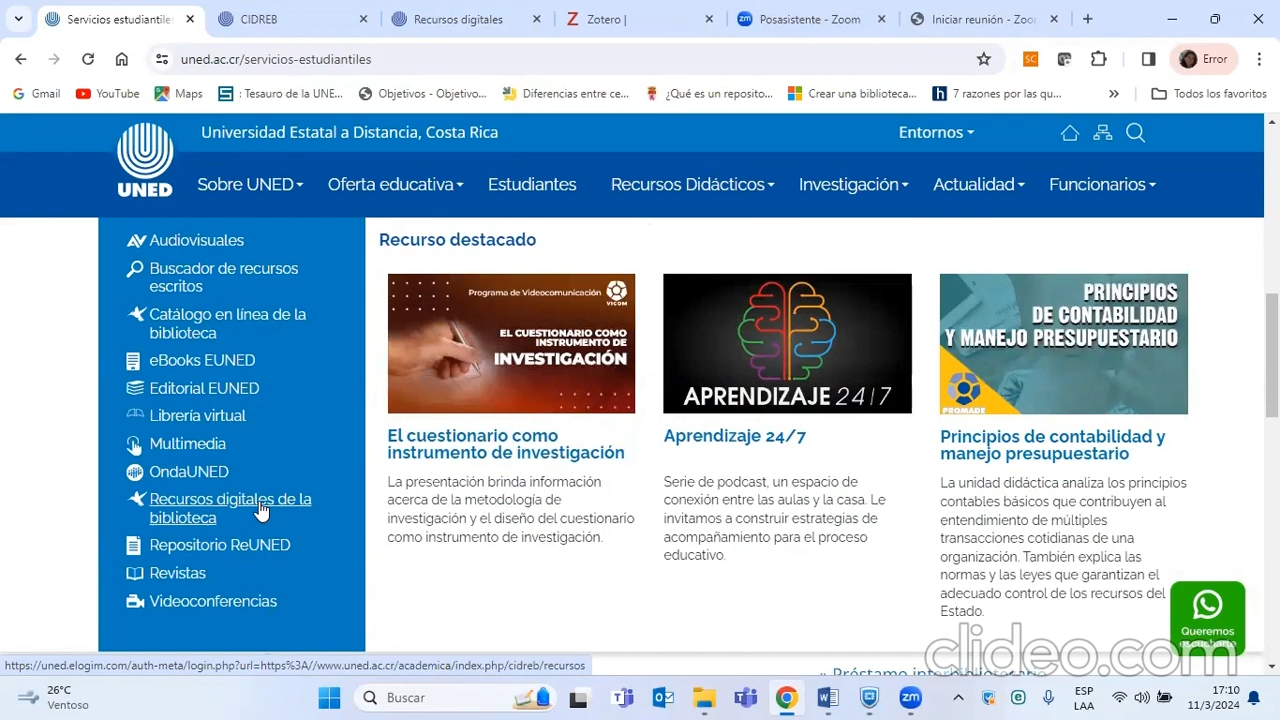 Servicios estudiantile
CIDREB
Recursos digitales
Zotero |
Posasistente - Zoom
Iniciar reunión - Zoo
uned.ac.cr/servicios-estudiantiles
Error
Gmail
YouTube
Maps
: Tesauro de la UNE...
Objetivos - Objetivo...
Diferencias entre ce...
¿Qué es un reposito...
Crear una biblioteca...
7 razones por las qu...
»
Todos los favoritos
Universidad Estatal a Distancia, Costa Rica
Entornos
UNED
Sobre UNED
Oferta educativa
Estudiantes
Recursos Didácticos
Investigación
Actualidad
Funcionarios
Audiovisuales
Buscador de recursos
escritos
Catálogo en línea de la
biblioteca
eBooks EUNED
Editorial EUNED
Librería virtual
Multimedia
OndaUNED
Recursos digitales de la
biblioteca
Repositorio ReUNED
Revistas
Videoconferencias
Recurso destacado
Programa de Videocomunicación
VICOM
EL CUESTIONARIO COMO
INSTRUMENTO DE
INVESTIGACIÓN
El cuestionario como
instrumento de investigación
La presentación brinda información
acerca de la metodología de
investigación y el diseño del cuestionario
como instrumento de investigación.
APRENDIZAJE 24/7
Aprendizaje 24/7
Serie de podcast, un espacio de
conexión entre las aulas y la casa. Le
invitamos a construir estrategias de
acompañamiento para el proceso
educativo.
PRINCIPIOS
DE CONTABILIDAD
Y MANEJO PRESUPUESTARIO
PROMADE
Principios de contabilidad y
manejo presupuestario
La unidad didáctica analiza los principios
contables básicos que contribuyen al
entendimiento de múltiples
transacciones cotidianas de una
organización. También explica las
normas y las leyes que garantizan el
adecuado control de los recursos del
Estado.
Queremos
escucharte
clideo.com
» Préstamo interbibliotecario
https://uned.elogim.com/auth-meta/login.php?url=https%3A//www.uned.ac.cr/academica/index.php/cidreb/recursos
26°C
Ventoso
Buscar
ESP
LAA
17:10
11/3/2024